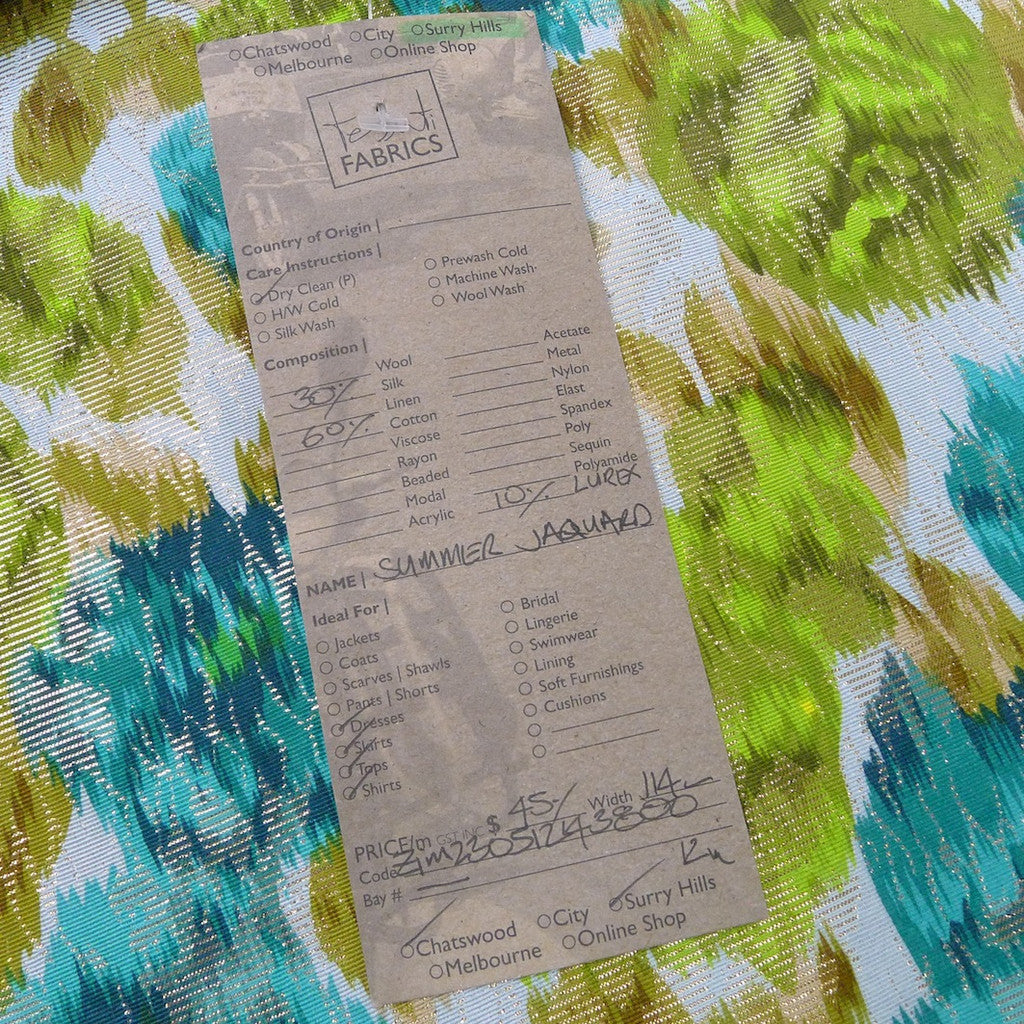 ○Chatswood ○City ○Surry Hills
○Melbourne ○Online Shop
FABRICS
Country of Origin |
Care Instructions |
○ Dry Clean (P) ○ Prewash Cold
○ H/W Cold ○ Machine Wash
○ Silk Wash ○ Wool Wash
Composition |
Wool Acetate
30% Silk Metal
Linen Nylon
60% Cotton Elast
Viscose Spandex
Rayon Poly
Beaded Sequin
Modal Polyamide
Acrylic 10% LUREX
NAME | SUMMER JAQUARD
Ideal For |
○ Jackets ○ Bridal
○ Coats ○ Lingerie
○ Scarves | Shawls ○ Swimwear
○ Pants | Shorts ○ Lining
○ Dresses ○ Soft Furnishings
○ Skirts ○ Cushions
○ Tops ○
○ Shirts ○
PRICE/m GST INC $ 45/- Width 114
Code
Bay #
○Chatswood ○City ○Surry Hills
○Melbourne ○Online Shop